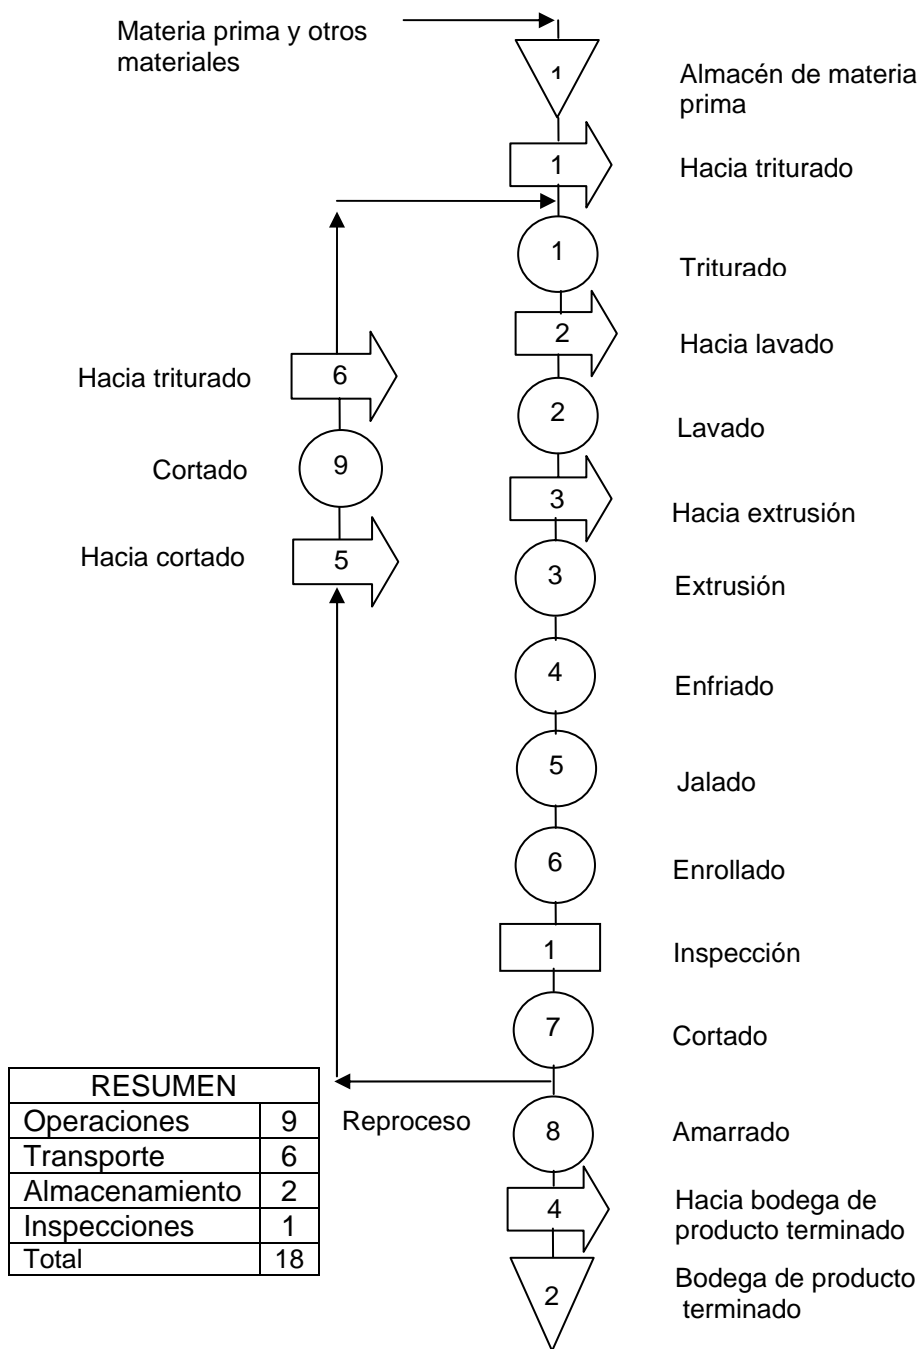 Materia prima y otros
materiales
1
Almacén de materia
prima
1
Hacia triturado
1
Triturado
2
Hacia lavado
Hacia triturado
6
2
Lavado
Cortado
9
3
Hacia extrusión
Hacia cortado
5
3
Extrusión
4
Enfriado
5
Jalado
6
Enrollado
1
Inspección
7
Cortado
RESUMEN
Operaciones 9
Transporte 6
Almacenamiento 2
Inspecciones 1
Total 18
Reproceso
8
Amarrado
4
Hacia bodega de
producto terminado
2
Bodega de producto
terminado